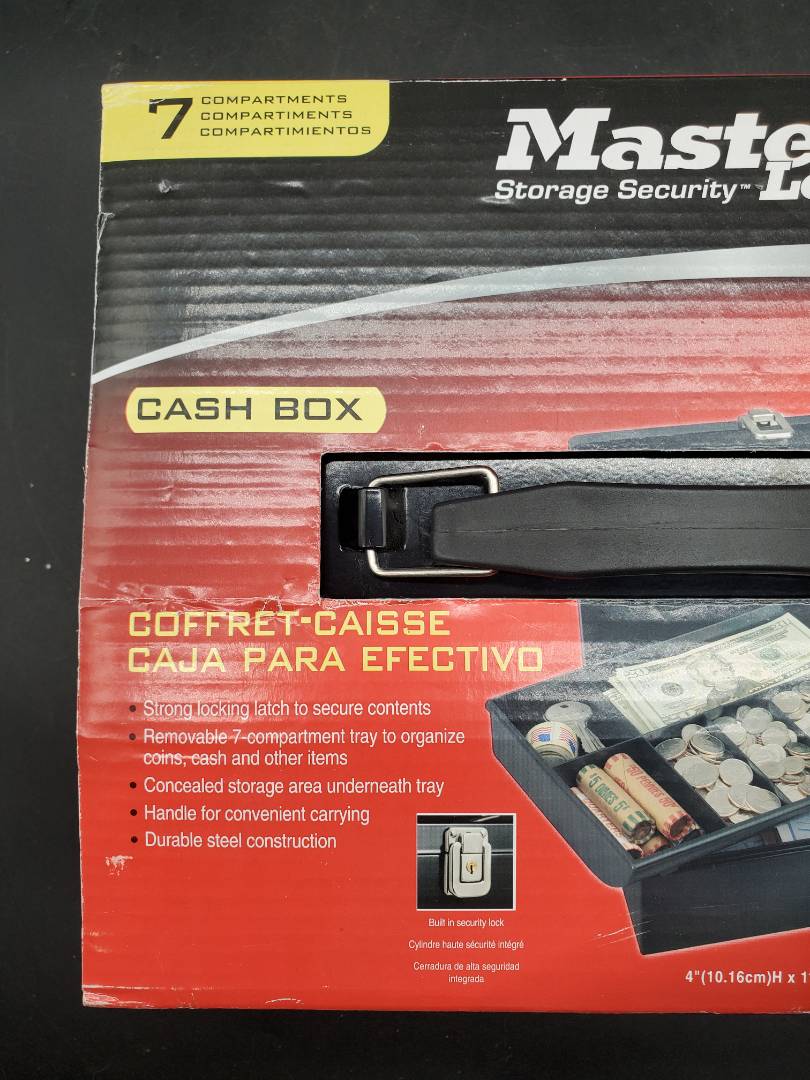 7
COMPARTMENTS
COMPARTIMENTS
COMPARTIMIENTOS
Maste
Storage Security™ Lo
CASH BOX
COFFRET-CAISSE
CAJA PARA EFECTIVO
• Strong locking latch to secure contents
• Removable 7-compartment tray to organize
coins, cash and other items
• Concealed storage area underneath tray
• Handle for convenient carrying
• Durable steel construction
Built in security lock
Cylindre haute sécurité intégré
Cerradura de alta seguridad
integrada
4"(10.16cm)H x 1